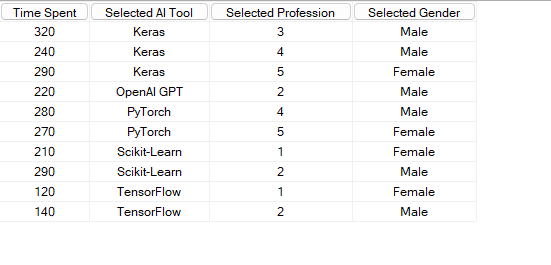 Time Spent Selected AI Tool Selected Profession Selected Gender
320 Keras 3 Male
240 Keras 4 Male
290 Keras 5 Female
220 OpenAI GPT 2 Male
280 PyTorch 4 Male
270 PyTorch 5 Female
210 Scikit-Learn 1 Female
290 Scikit-Learn 2 Male
120 TensorFlow 1 Female
140 TensorFlow 2 Male